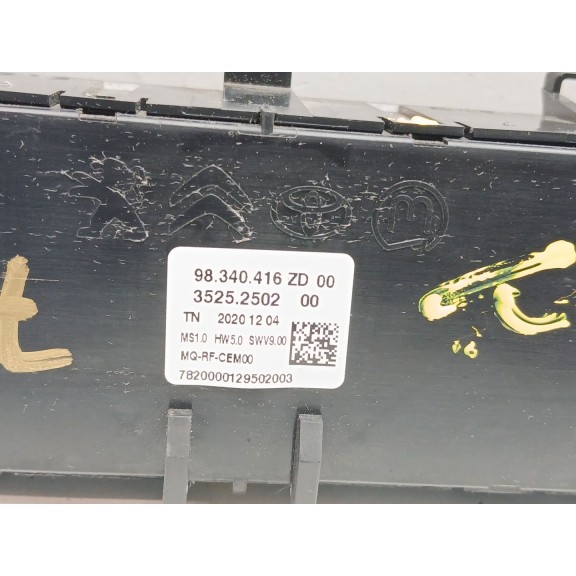 98.340.416 ZD 00
3525.2502 00
TN 2020 12 04
MS1.0 HW5.0 SWV9.00
MQ-RF-CEM00
7820000129502003